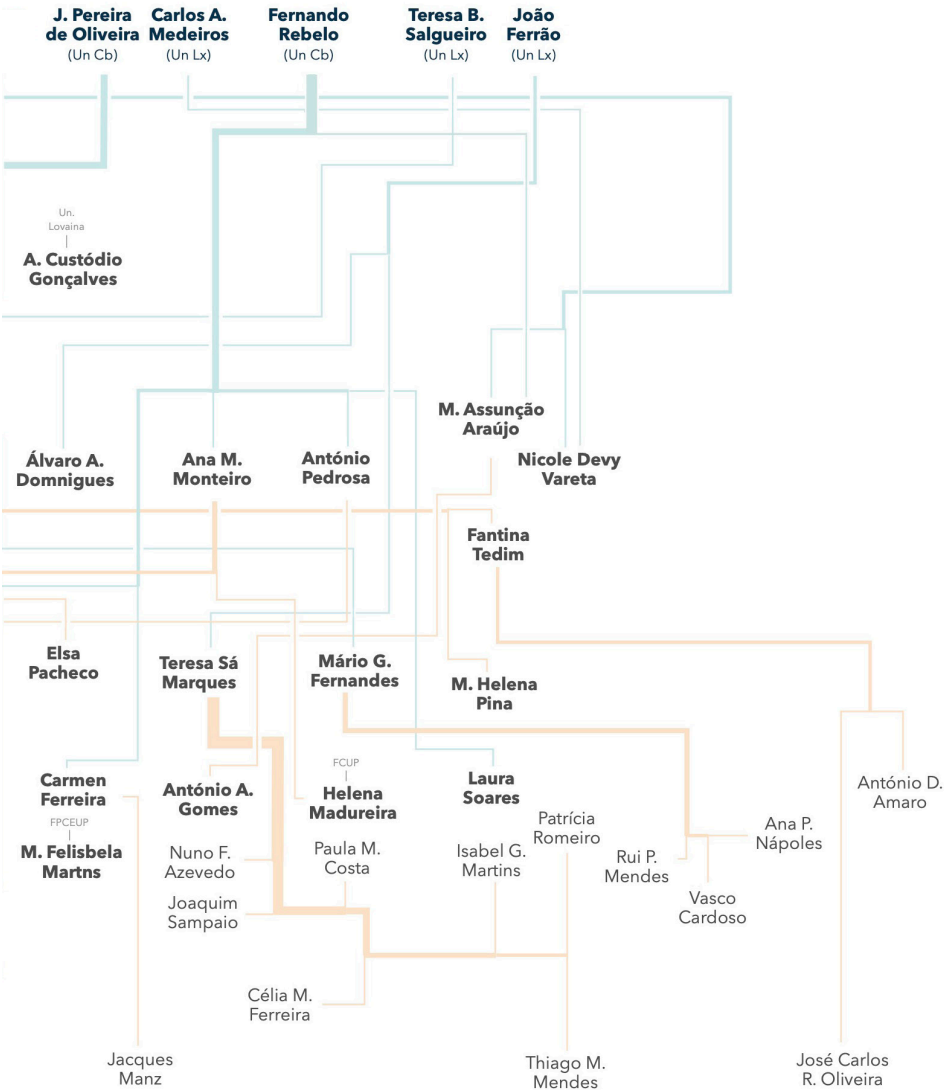 J. Pereira
de Oliveira
(Un Cb)
Carlos A.
Medeiros
(Un Lx)
Fernando
Rebelo
(Un Cb)
Teresa B.
Salgueiro
(Un Lx)
João
Ferrão
(Un Lx)
Un.
Lovaina
A. Custódio
Gonçalves
M. Assunção
Araújo
Álvaro A.
Domnigues
Ana M.
Monteiro
António
Pedrosa
Nicole Devy
Vareta
Fantina
Tedim
Elsa
Pacheco
Teresa Sá
Marques
Mário G.
Fernandes
M. Helena
Pina
Carmen
Ferreira
FPCEUP
M. Felisbela
Martns
António A.
Gomes
FCUP
Helena
Madureira
Laura
Soares
António D.
Amaro
Nuno F.
Azevedo
Paula M.
Costa
Isabel G.
Martins
Patrícia
Romeiro
Rui P.
Mendes
Ana P.
Nápoles
Joaquim
Sampaio
Vasco
Cardoso
Célia M.
Ferreira
Jacques
Manz
Thiago M.
Mendes
José Carlos
R. Oliveira